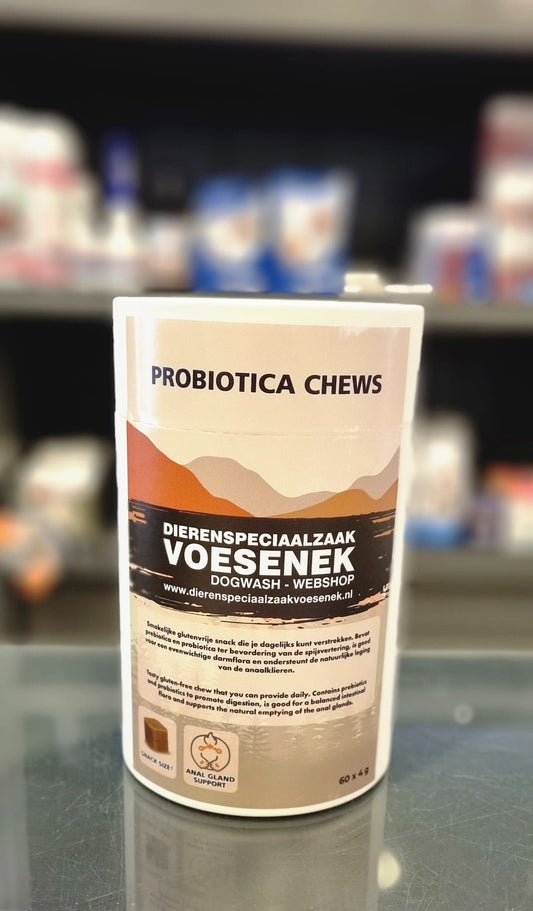 PROBIOTICA CHEWS
DIERENSPECIAALZAAK
VOESENEK
DOGWASH - WEBSHOP
www.dierenspeciaalzaakvoesenek.nl
Smakelijke glutenvrije snack die je dagelijks kunt verstrekken. Bevat
prebiotica en probiotica ter bevordering van de spijsvertering, is goed
voor een evenwichtige darmflora en ondersteunt de natuurlijke leging
van de anaalklieren.
Tasty gluten-free chew that you can provide daily. Contains prebiotics
and probiotics to promote digestion, is good for a balanced intestinal
flora and supports the natural emptying of the anal glands.
SNACK SIZE!
ANAL GLAND
SUPPORT
60 x 4 g